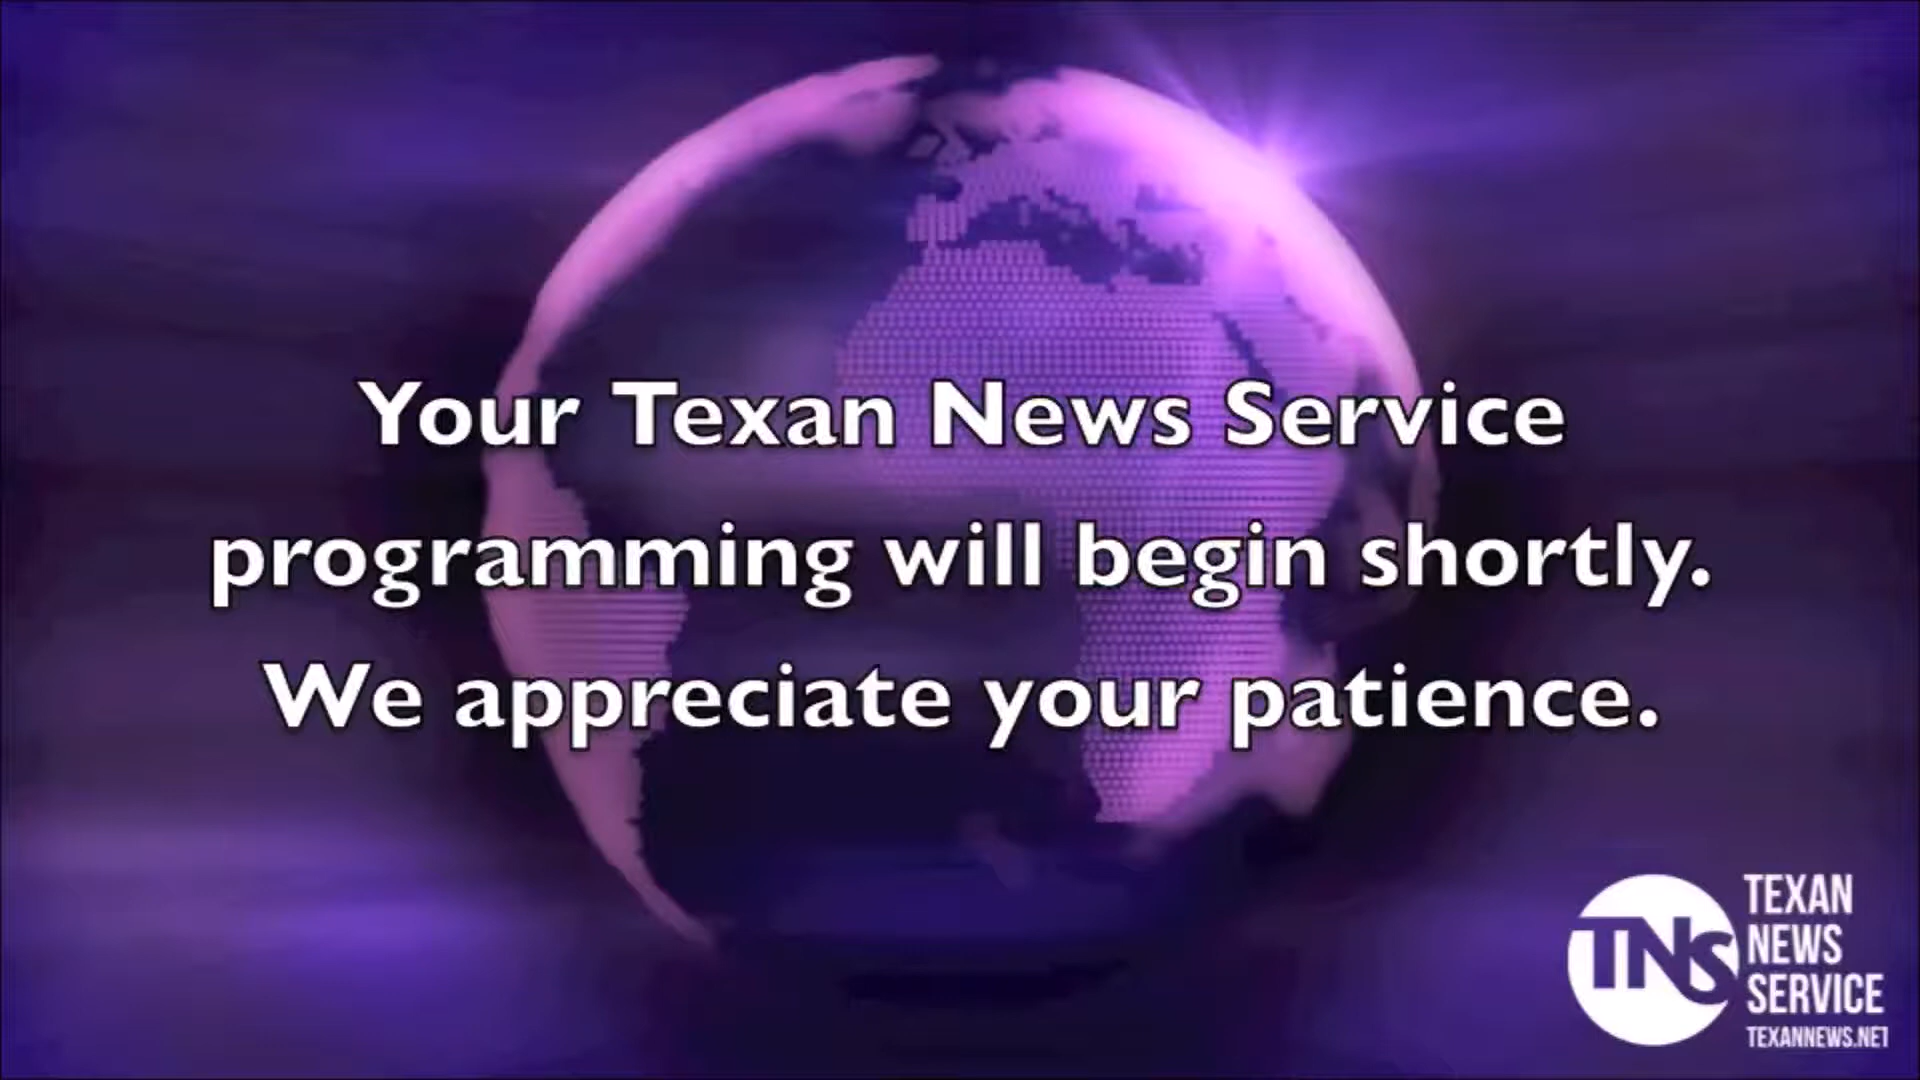 Your Texan News Service
programming will begin shortly.
We appreciate your patience.
TNS
TEXAN
NEWS
SERVICE
TEXANNEWS.NET